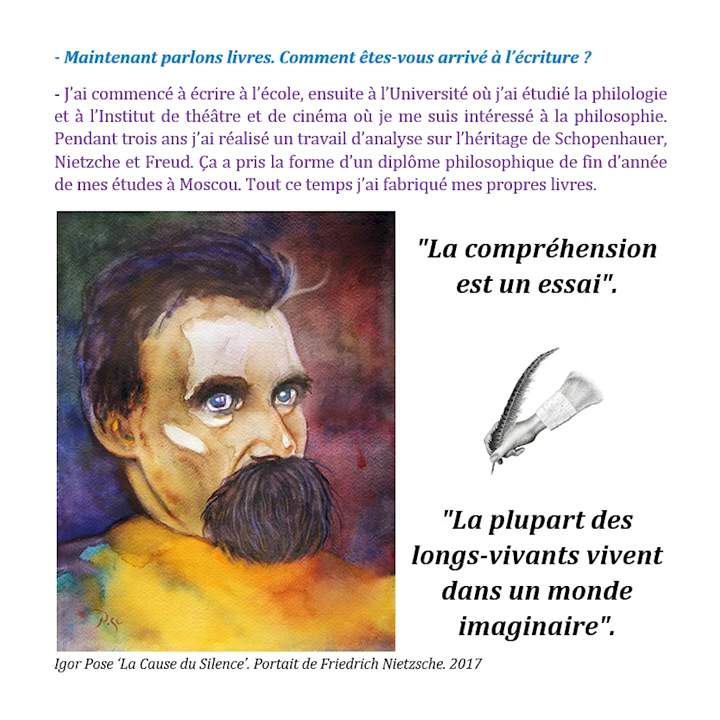 - Maintenant parlons livres. Comment êtes-vous arrivé à l’écriture ?
- J’ai commencé à écrire à l’école, ensuite à l’Université où j’ai étudié la philologie
et à l’Institut de théâtre et de cinéma où je me suis intéressé à la philosophie.
Pendant trois ans j’ai réalisé un travail d’analyse sur l’héritage de Schopenhauer,
Nietzche et Freud. Ça a pris la forme d’un diplôme philosophique de fin d’année
de mes études à Moscou. Tout ce temps j’ai fabriqué mes propres livres.
"La compréhension
est un essai".
"La plupart des
longs-vivants vivent
dans un monde
imaginaire".
Igor Pose ‘La Cause du Silence’. Portait de Friedrich Nietzsche. 2017